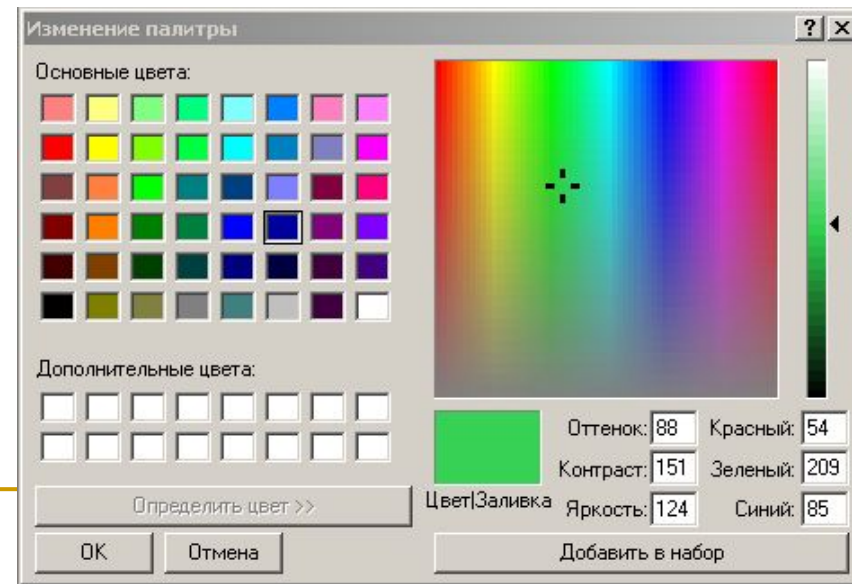 Изменение палитры
Основные цвета:
Дополнительные цвета:
Определить цвет >>
OK Отмена
Цвет|Заливка
Оттенок: 88 Красный: 54
Контраст: 151 Зеленый: 209
Яркость: 124 Синий: 85
Добавить в набор